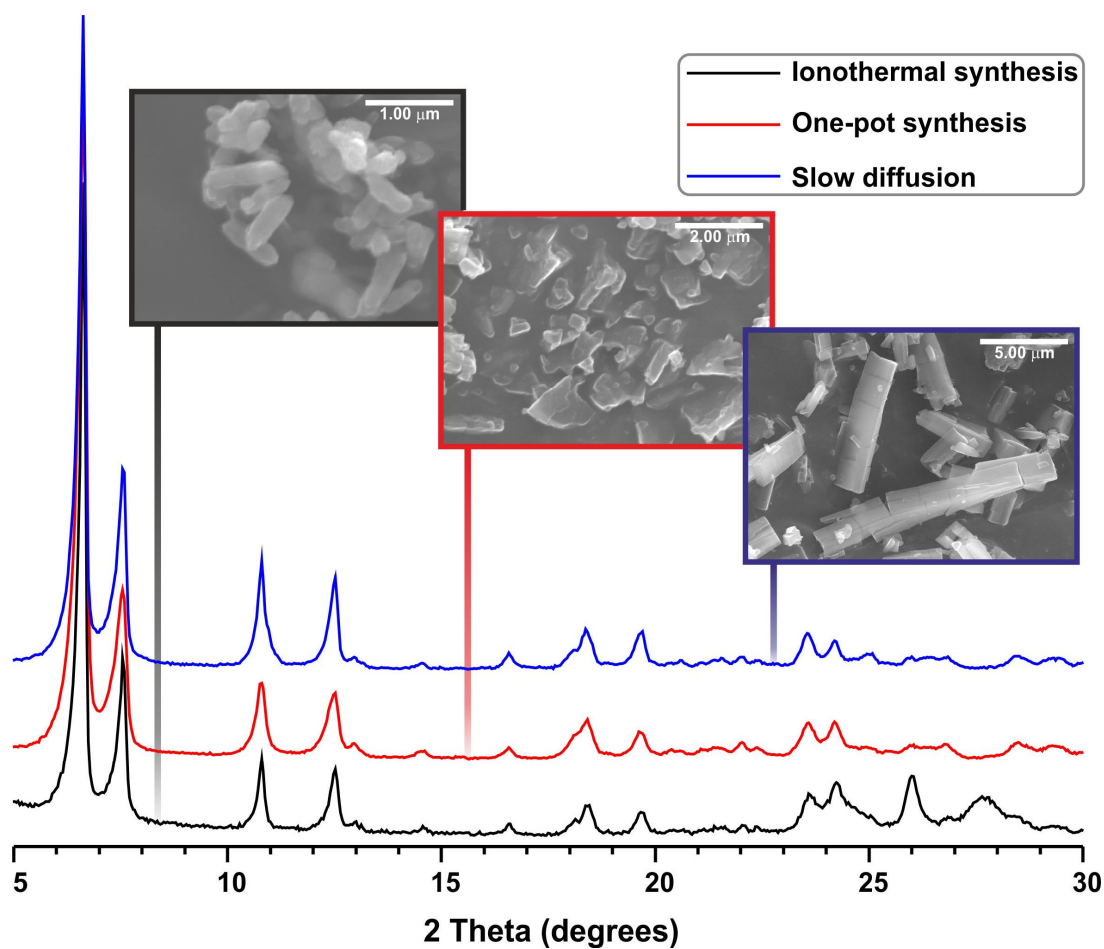 Ionothermal synthesis
One-pot synthesis
Slow diffusion
1.00 μm
2.00 μm
5.00 μm
5 10 15 20 25 30
2 Theta (degrees)